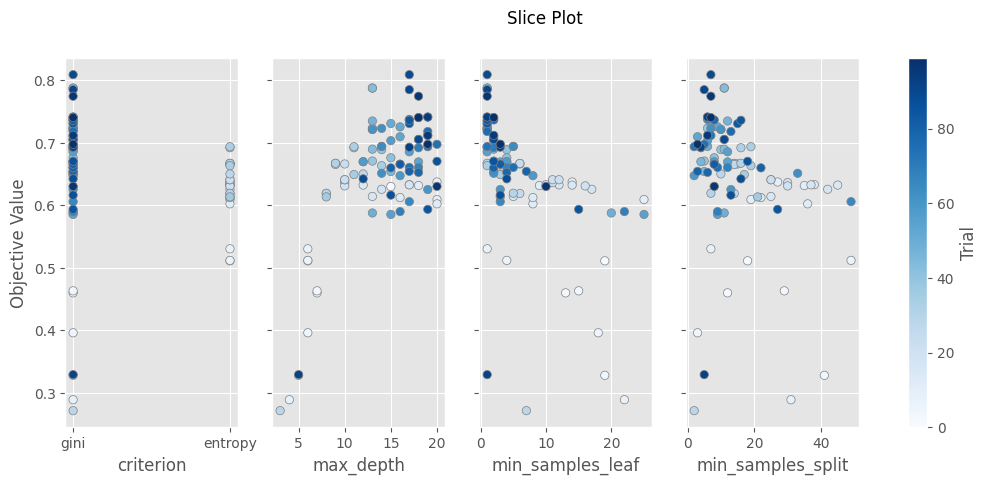 Slice Plot
Objective Value
0.8
0.7
0.6
0.5
0.4
0.3
gini
entropy
criterion
5
10
15
20
max_depth
0
10
20
min_samples_leaf
0
20
40
min_samples_split
80
60
40
20
0
Trial